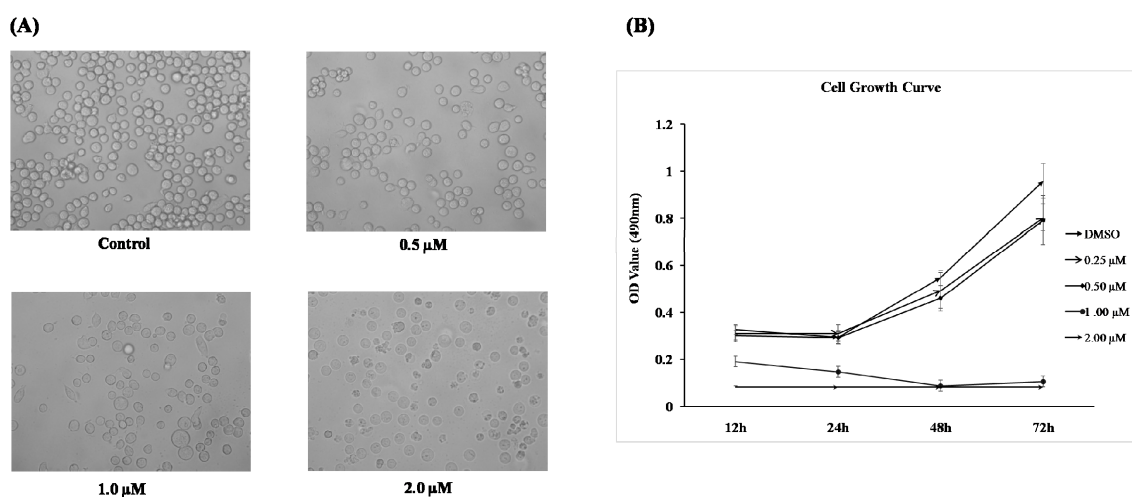 (A)
Control
0.5 µM
1.0 µM
2.0 µM
(B)
Cell Growth Curve
OD Value (490nm)
1.2
1
0.8
0.6
0.4
0.2
0
12h
24h
48h
72h
DMSO
0.25 µM
0.50 µM
1 .00 µM
2.00 µM